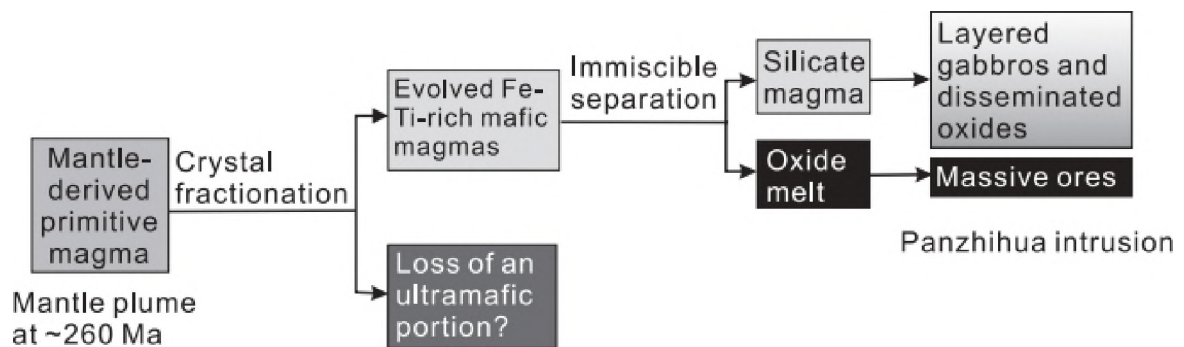 Mantle-
derived
primitive
magma
Mantle plume
at ~260 Ma
Crystal
fractionation
Evolved Fe-
Ti-rich mafic
magmas
Loss of an
ultramafic
portion?
Immiscible
separation
Silicate
magma
Oxide
melt
Layered
gabbros and
disseminated
oxides
Massive ores
Panzhihua intrusion